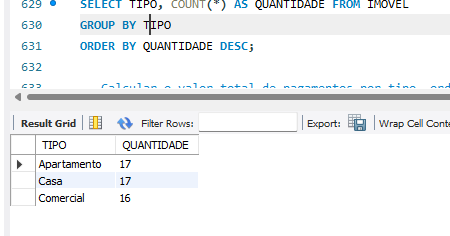 629 SELECT TIPO, COUNT(*) AS QUANTIDADE FROM IMOVEL
630 GROUP BY TIPO
631 ORDER BY QUANTIDADE DESC;
632
633 Calcular o valor total de pagamentos por tipo
Result Grid Filter Rows: Export: Wrap Cell Conte
TIPO QUANTIDADE
Apartamento 17
Casa 17
Comercial 16